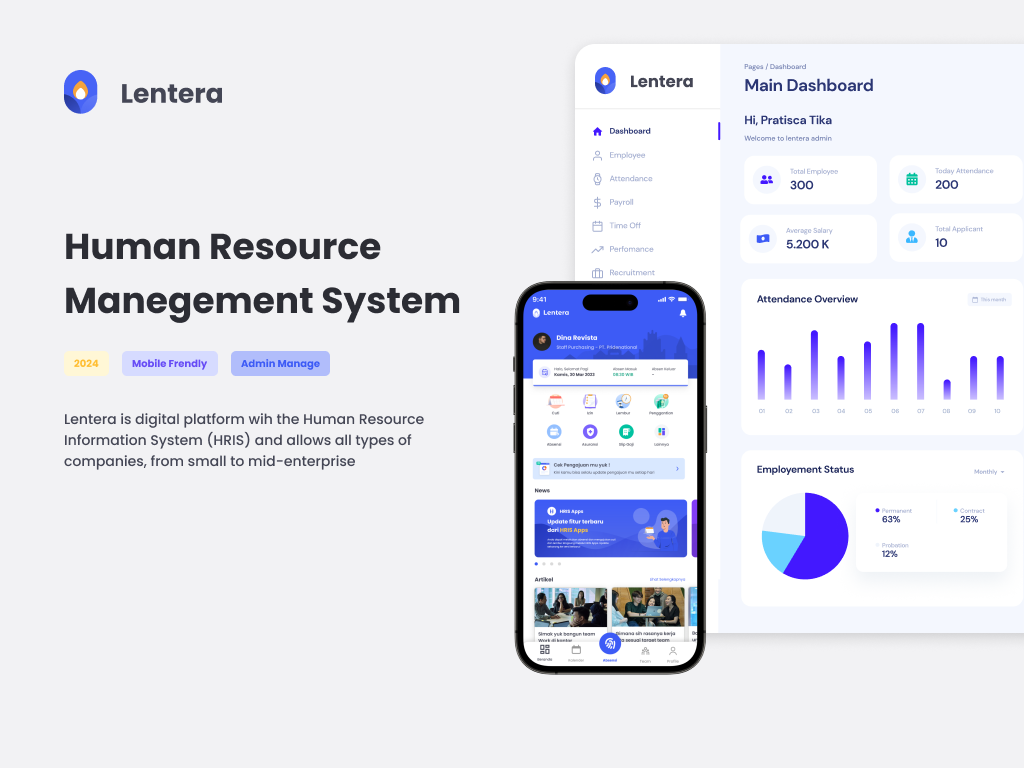 Lentera
Human Resource
Manegement System
2024
Mobile Frendly
Admin Manage
Lentera is digital platform wih the Human Resource
Information System (HRIS) and allows all types of
companies, from small to mid-enterprise
Lentera
Dashboard
Employee
Attendance
Payroll
Time Off
Perfomance
Recruitment
Pages / Dashboard
Main Dashboard
Hi, Pratisca Tika
Welcome to lentera admin
Total Employee
300
Today Attendance
200
Average Salary
5.200 K
Total Applicant
10
Attendance Overview
This month
01 02 03 04 05 06 07 08 09 10
Employement Status
Monthly
Permanent
63%
Contract
25%
Probation
12%
9:41
Lentera
Dina Revista
Staff Purchasing - PT. Pridenational
Halo, Selamat Pagi
Kamis, 30 Mar 2023
Absen Masuk
08:30 WIB
Absen Keluar
-
Cuti
Izin
Lembur
Penggantian
Absensi
Asuransi
Slip Gaji
Lainnya
Cek Pengajuan mu yuk !
News
HRIS Apps
Update fitur terbaru
dari HRIS Apps
Artikel
Lihat Selengkapnya
Simak yuk bangun team
Work di kantor
Gimana sih rasanya kerja
sesuai target team
Beranda
Kalender
Absensi
Team
Profile